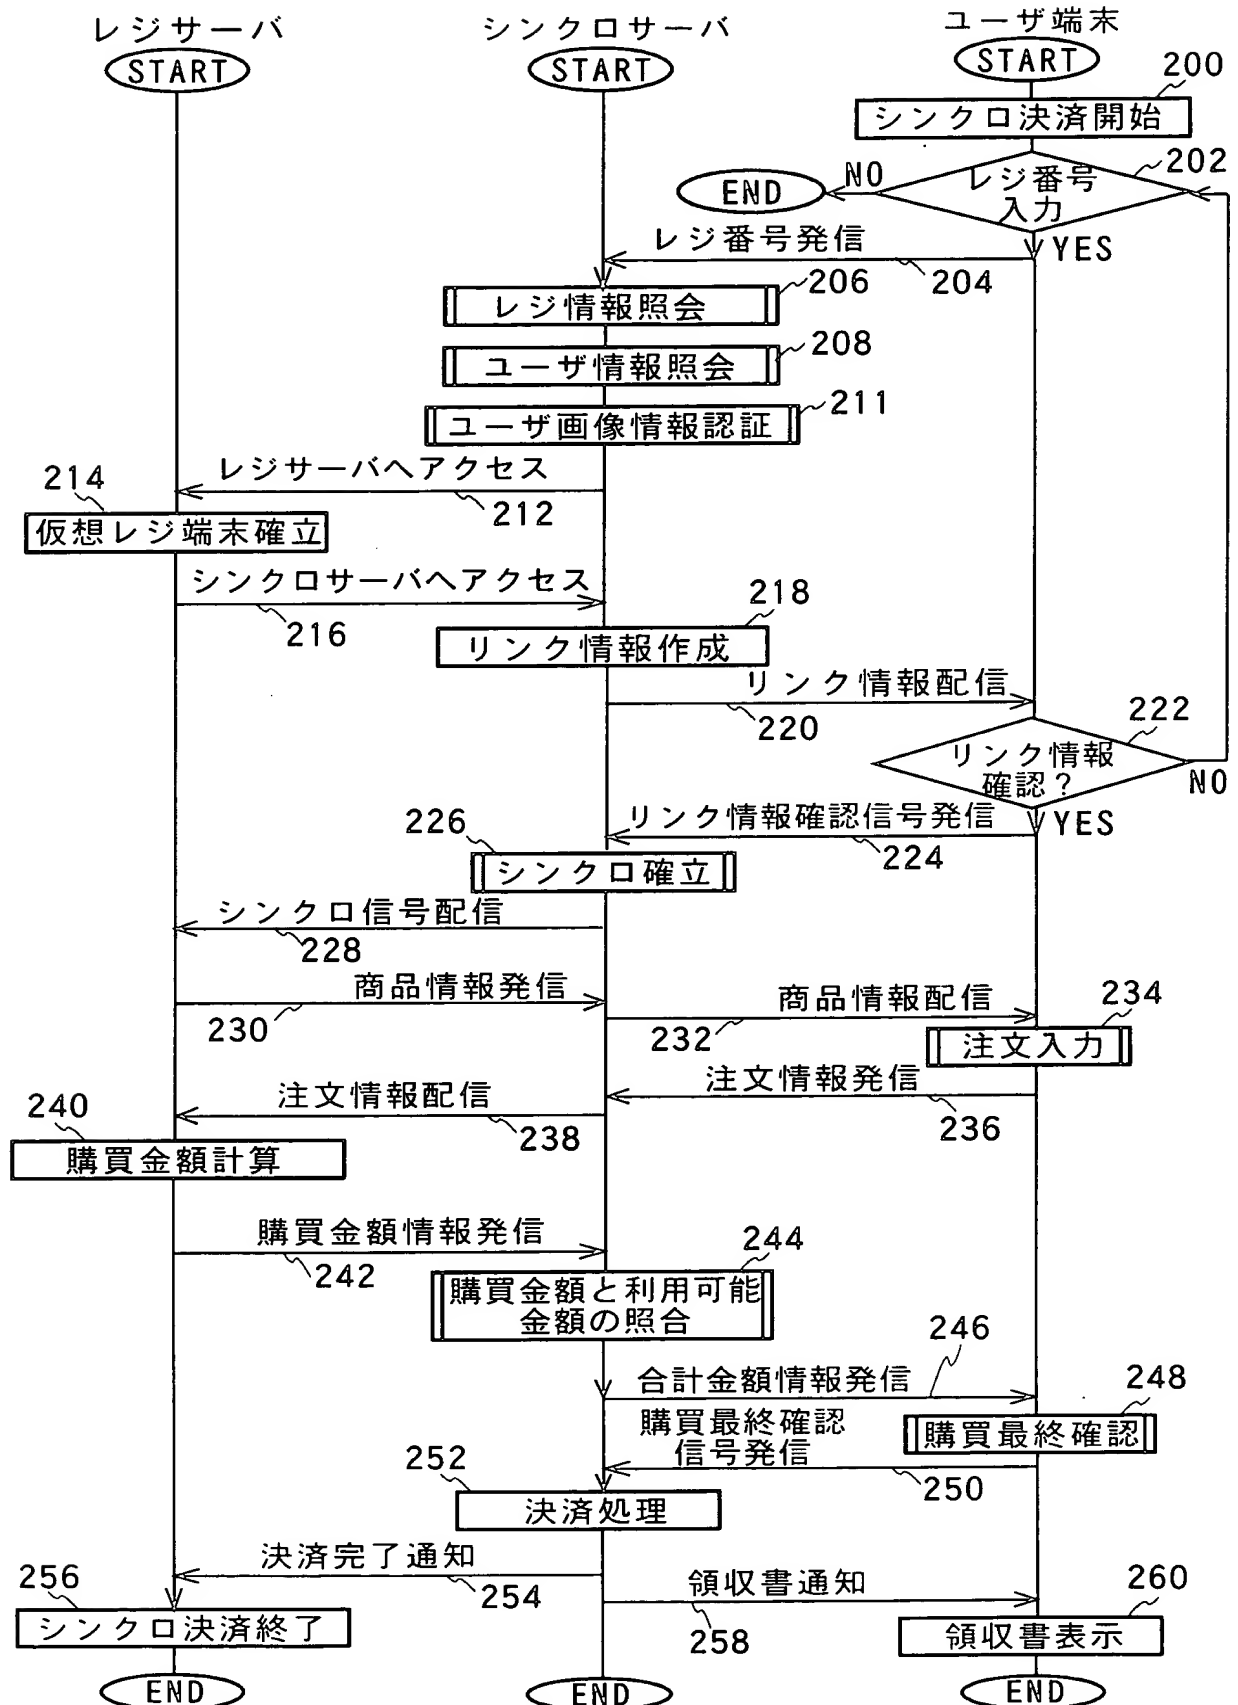 レジサーバ
シンクロサーバ
ユーザ端末
START
START
START
200
シンクロ決済開始
202
レジ番号
入力
NO
END
YES
レジ番号発信
204
206
レジ情報照会
208
ユーザ情報照会
211
ユーザ画像情報認証
レジサーバへアクセス
212
214
仮想レジ端末確立
シンクロサーバへアクセス
216
218
リンク情報作成
リンク情報配信
220
222
リンク情報
確認?
NO
YES
リンク情報確認信号発信
224
226
シンクロ確立
シンクロ信号配信
228
商品情報発信
230
商品情報配信
232
234
注文入力
注文情報発信
236
注文情報配信
238
240
購買金額計算
購買金額情報発信
242
244
購買金額と利用可能
金額の照合
246
合計金額情報発信
248
購買最終確認
購買最終確認
信号発信
250
252
決済処理
決済完了通知
254
256
シンクロ決済終了
領収書通知
258
260
領収書表示
END
END
END